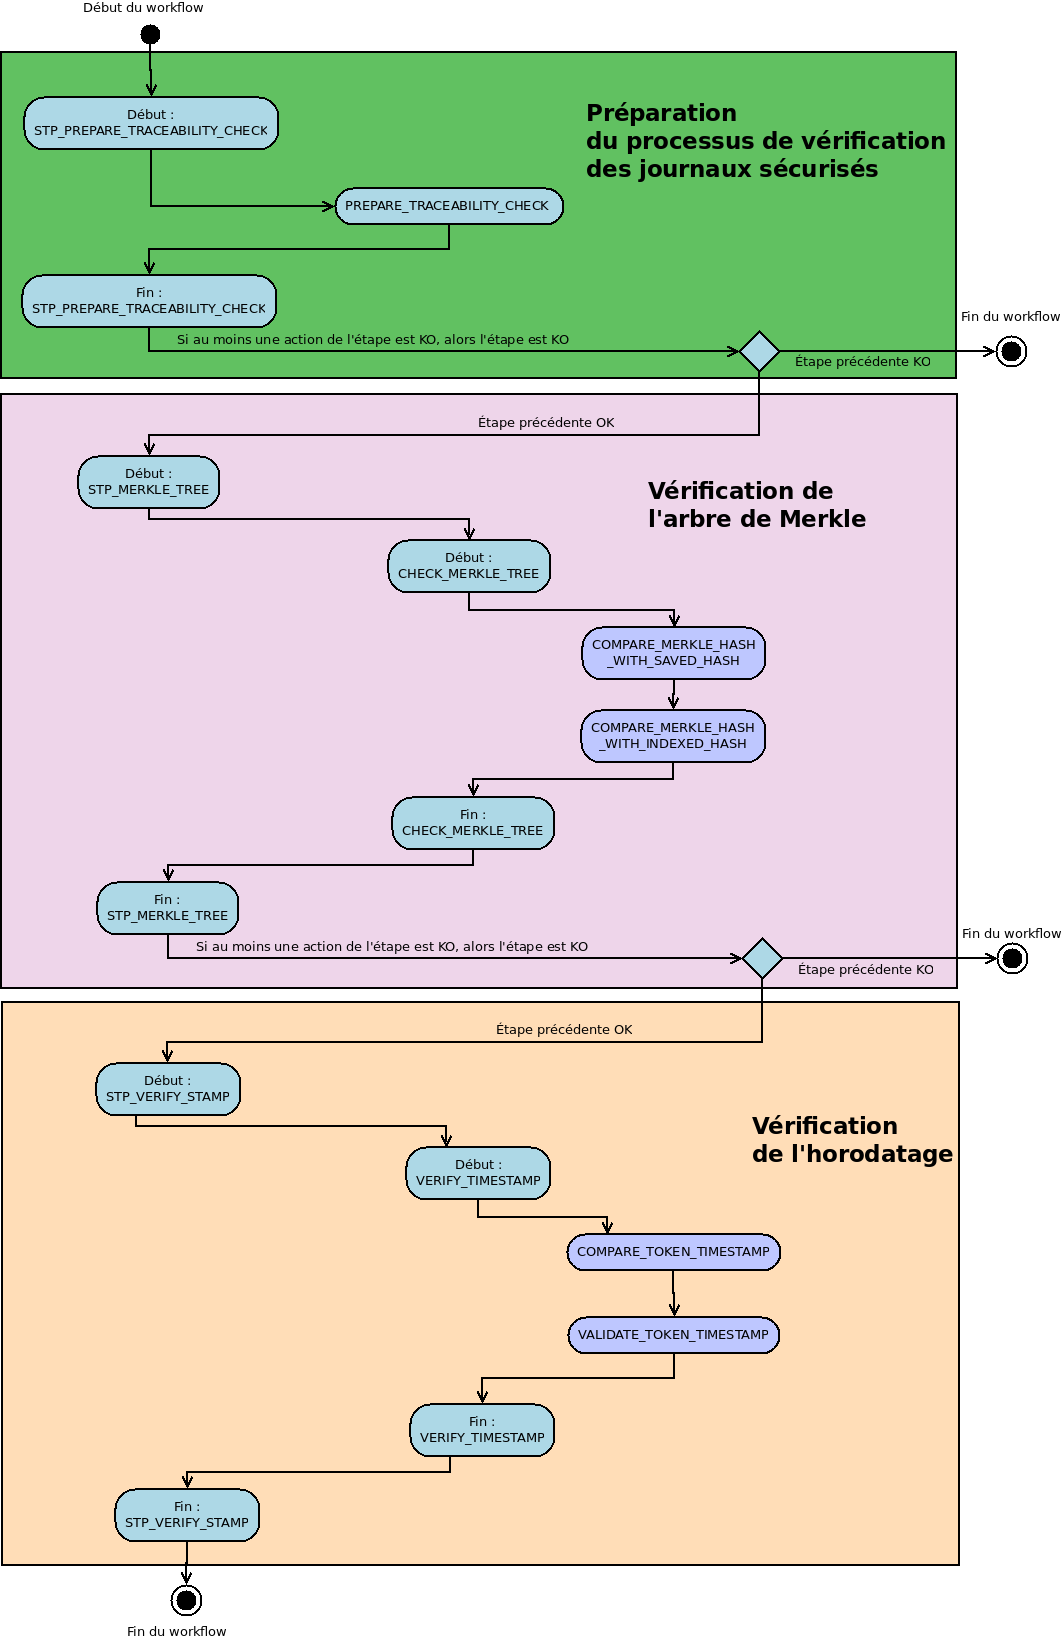 Début du workflow
Début :
STP_PREPARE_TRACEABILITY_CHECK
Préparation
du processus de vérification
des journaux sécurisés
PREPARE_TRACEABILITY_CHECK
Fin :
STP_PREPARE_TRACEABILITY_CHECK
Si au moins une action de l'étape est KO, alors l'étape est KO
Fin du workflow
Étape précédente KO
Étape précédente OK
Début :
STP_MERKLE_TREE
Vérification de
l'arbre de Merkle
Début :
CHECK_MERKLE_TREE
COMPARE_MERKLE_HASH
_WITH_SAVED_HASH
COMPARE_MERKLE_HASH
_WITH_INDEXED_HASH
Fin :
CHECK_MERKLE_TREE
Fin :
STP_MERKLE_TREE
Si au moins une action de l'étape est KO, alors l'étape est KO
Fin du workflow
Étape précédente KO
Étape précédente OK
Début :
STP_VERIFY_STAMP
Vérification
de l'horodatage
Début :
VERIFY_TIMESTAMP
COMPARE_TOKEN_TIMESTAMP
VALIDATE_TOKEN_TIMESTAMP
Fin :
VERIFY_TIMESTAMP
Fin :
STP_VERIFY_STAMP
Fin du workflow